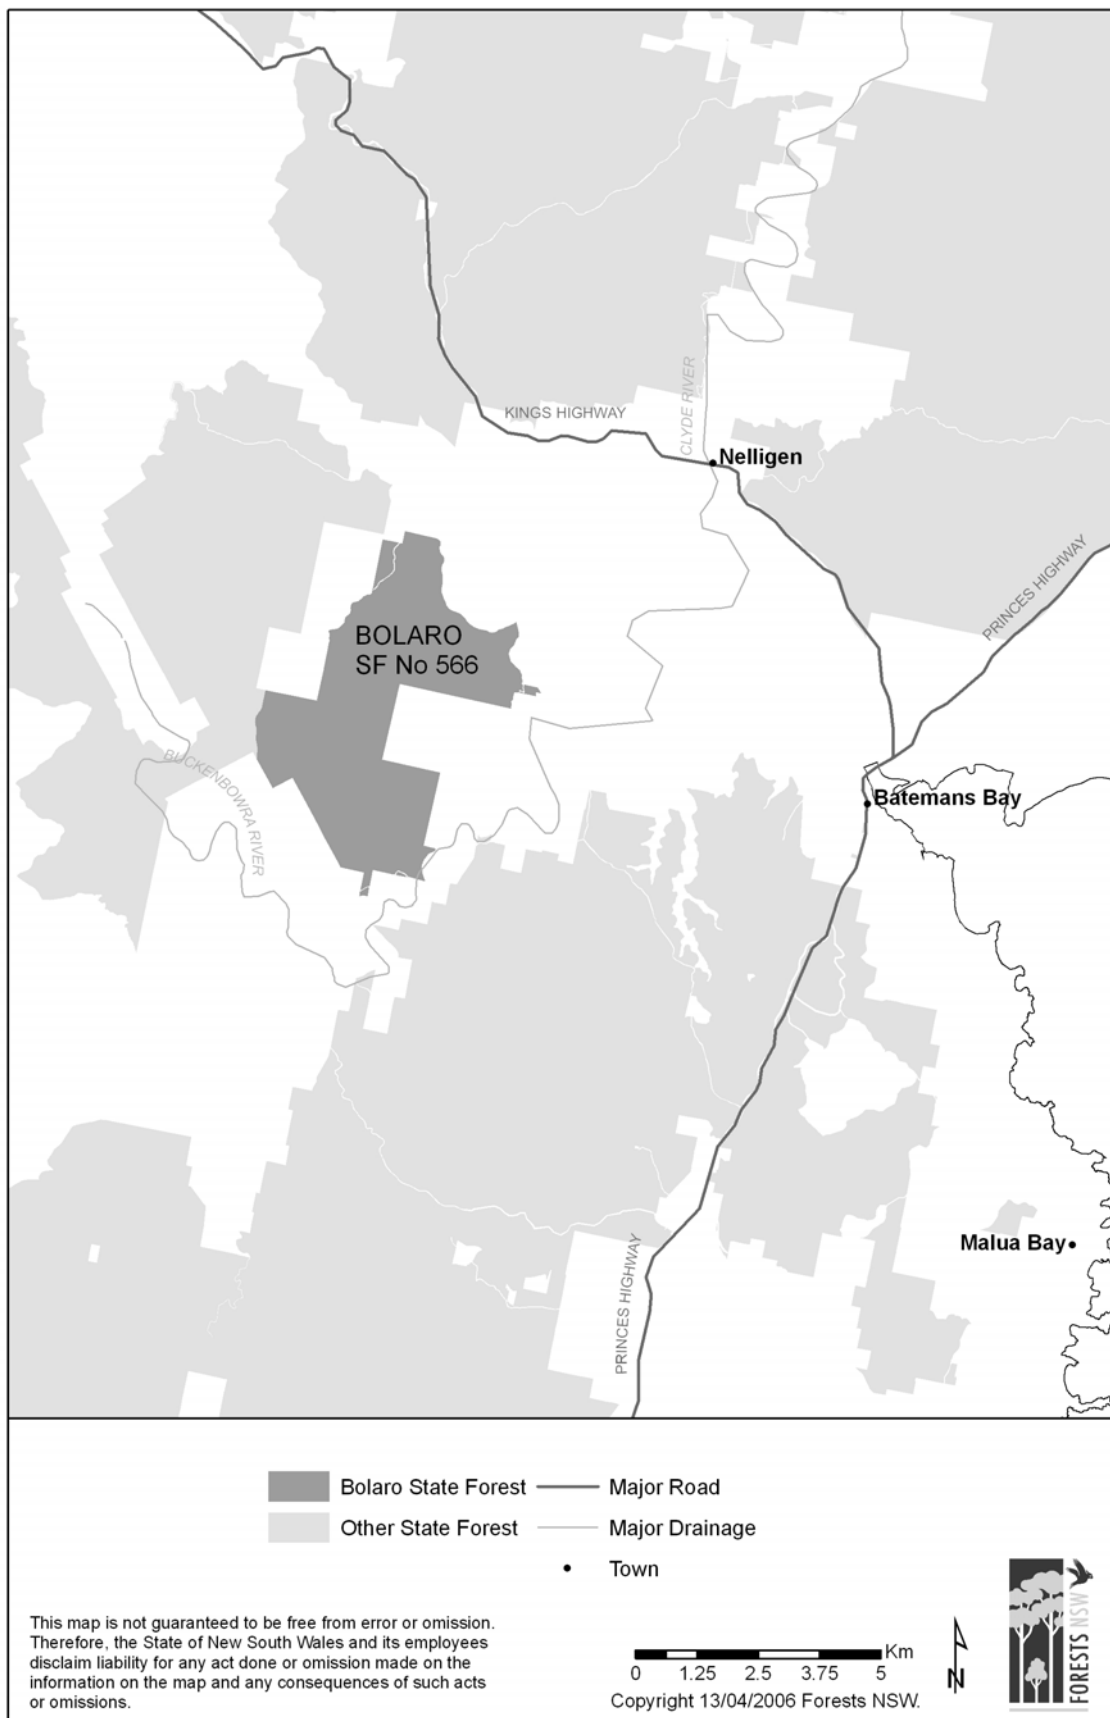 KINGS HIGHWAY
CLYDE RIVER
Nelligen
PRINCES HIGHWAY
BOLARO
SF No 566
BUCKENBOWRA RIVER
Batemans Bay
Malua Bay
PRINCES HIGHWAY
Bolaro State Forest
Major Road
Other State Forest
Major Drainage
Town
This map is not guaranteed to be free from error or omission.
Therefore, the State of New South Wales and its employees
disclaim liability for any act done or omission made on the
information on the map and any consequences of such acts
or omissions.
Km
0 1.25 2.5 3.75 5
Copyright 13/04/2006 Forests NSW.
N
FORESTS NSW